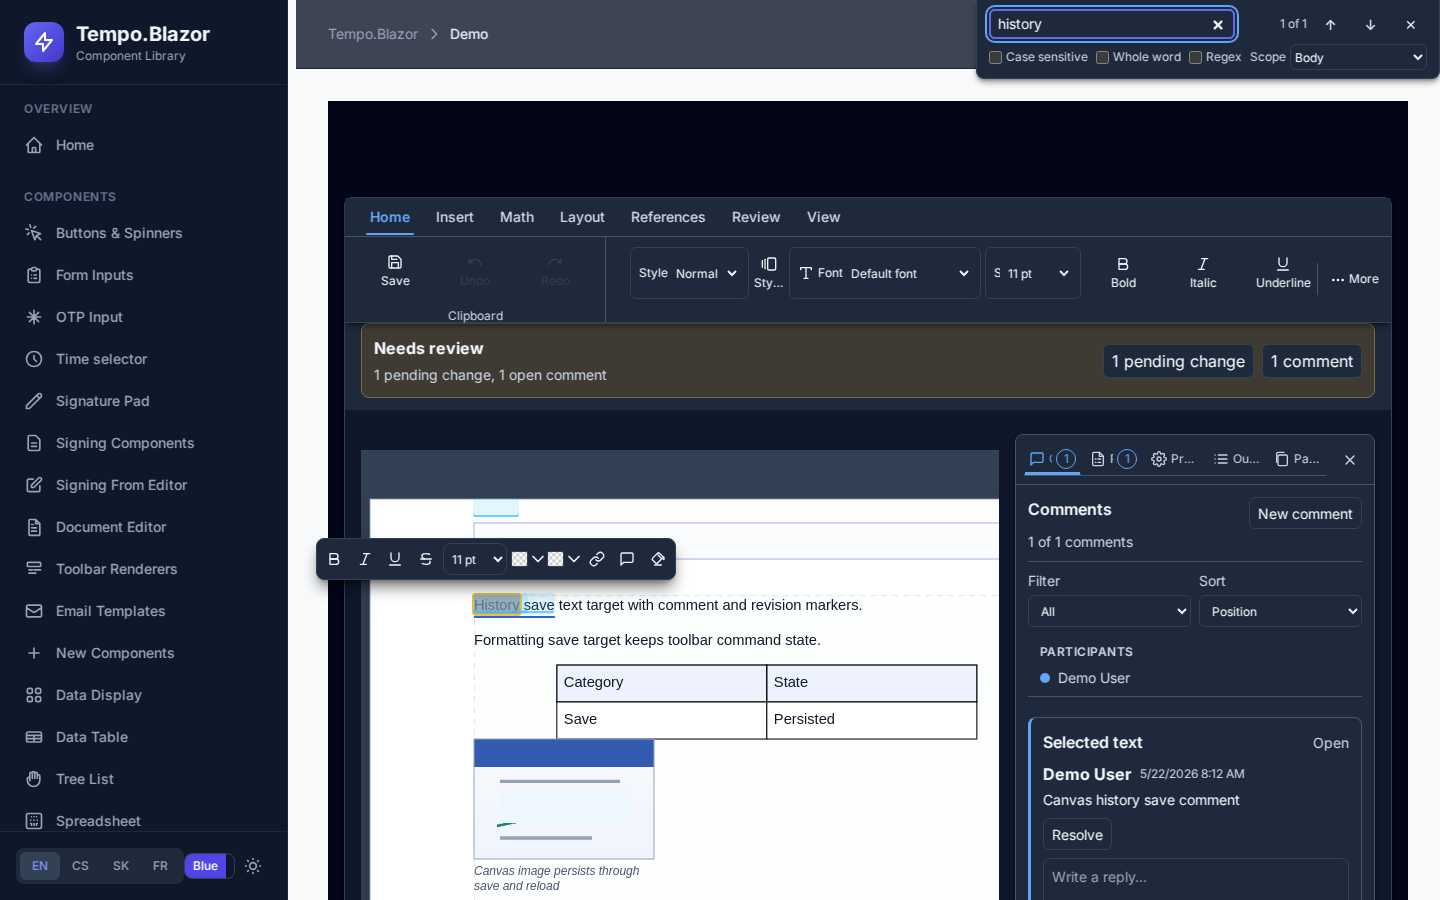 Tempo.Blazor
Component Library
OVERVIEW
Home
COMPONENTS
Buttons & Spinners
Form Inputs
OTP Input
Time selector
Signature Pad
Signing Components
Signing From Editor
Document Editor
Toolbar Renderers
Email Templates
New Components
Data Display
Data Table
Tree List
Spreadsheet
EN CS SK FR Blue
Tempo.Blazor > Demo
history
1 of 1
Case sensitive Whole word Regex Scope Body
Home Insert Math Layout References Review View
Save Undo Redo
Clipboard
Style Normal
Sty...
Font Default font
S 11 pt
Bold Italic Underline
... More
Needs review
1 pending change, 1 open comment
1 pending change 1 comment
B I U S 11 pt
History save text target with comment and revision markers.
Formatting save target keeps toolbar command state.
Category State
Save Persisted
Canvas image persists through
save and reload
1 1 Pr... Ou... Pa...
Comments
New comment
1 of 1 comments
Filter Sort
All Position
PARTICIPANTS
Demo User
Selected text Open
Demo User 5/22/2026 8:12 AM
Canvas history save comment
Resolve
Write a reply...